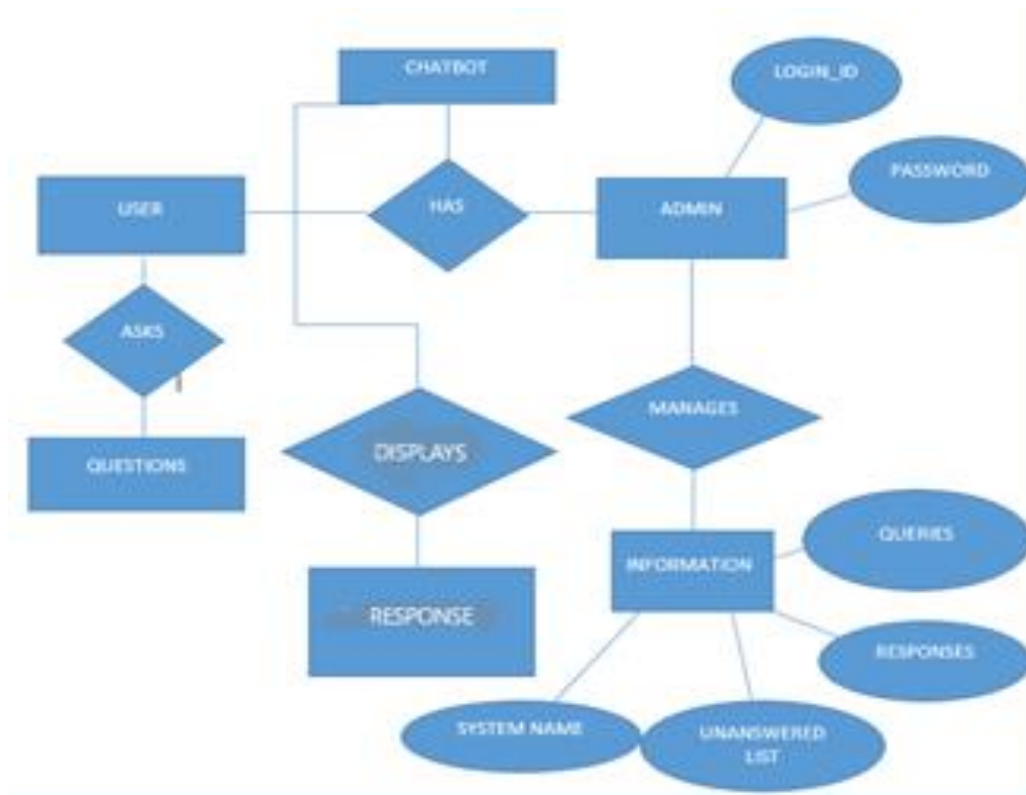 CHATBOT
LOGIN_ID
PASSWORD
USER
HAS
ADMIN
ASKS
MANAGES
DISPLAYS
QUESTIONS
QUERIES
INFORMATION
RESPONSE
RESPONSES
SYSTEM NAME
UNANSWERED
LIST